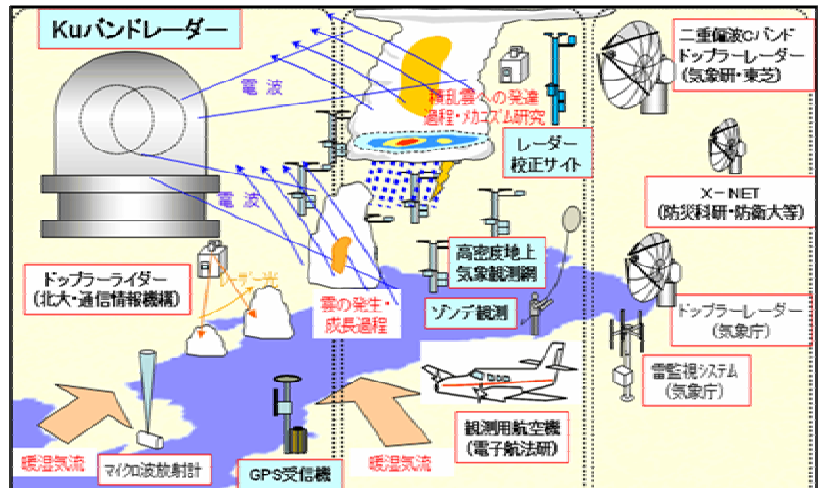 Kuバンドレーダー
電 波
積乱雲への発達
過程・メカニズム研究
レーダー
校正サイト
二重偏波Cバンド
ドップラーレーダー
(気象研・東芝)
X-NET
(防災科研・防衛大等)
電 波
高密度地上
気象観測網
ドップラーライダー
(北大・通信情報機構)
レーザー光
雲の発生・
成長過程
ゾンデ観測
ドップラーレーダー
(気象庁)
雷監視システム
(気象庁)
観測用航空機
(電子航法研)
暖湿気流
マイクロ波放射計
GPS受信機
暖湿気流